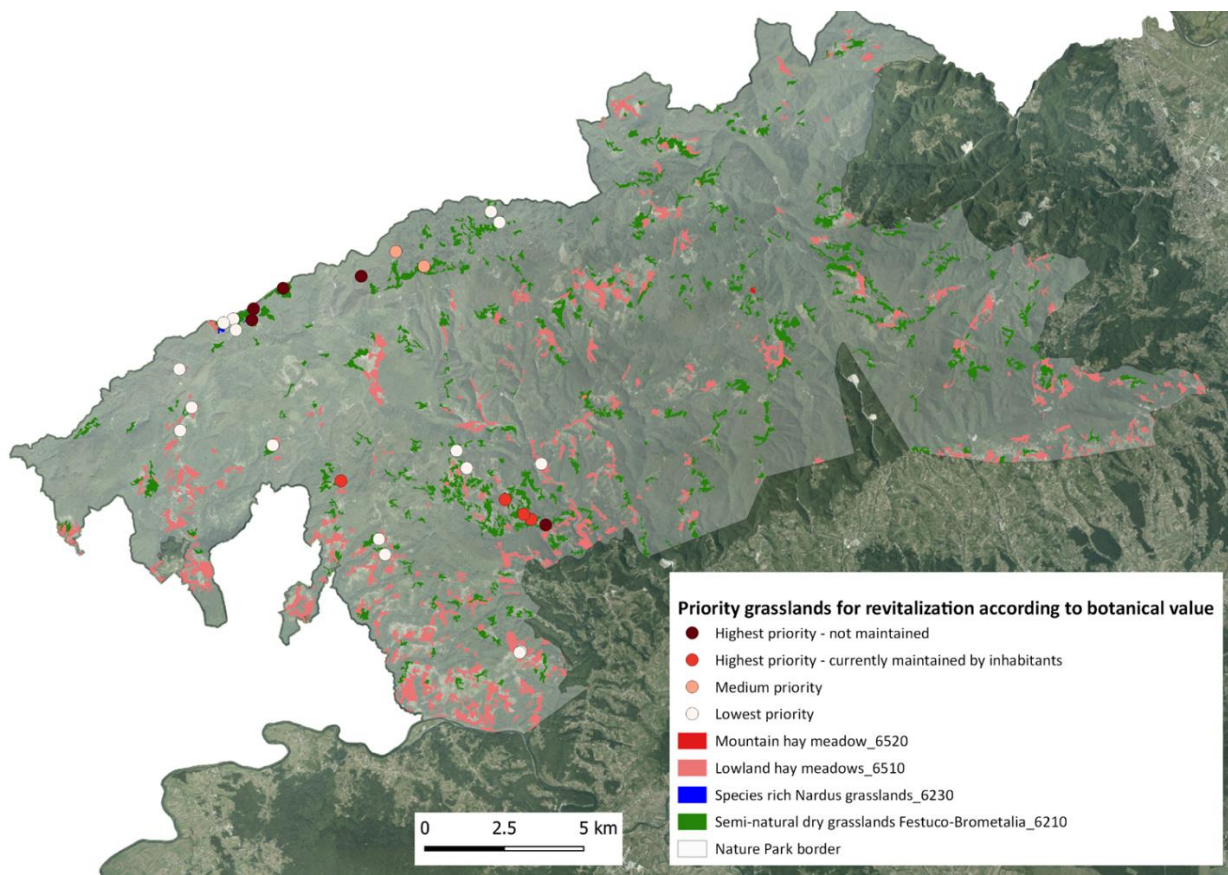 Priority grasslands for revitalization according to botanical value
Highest priority - not maintained
Highest priority - currently maintained by inhabitants
Medium priority
Lowest priority
Mountain hay meadow_6520
Lowland hay meadows_6510
Species rich Nardus grasslands_6230
Semi-natural dry grasslands Festuco-Brometalia_6210
Nature Park border
0 2.5 5 km